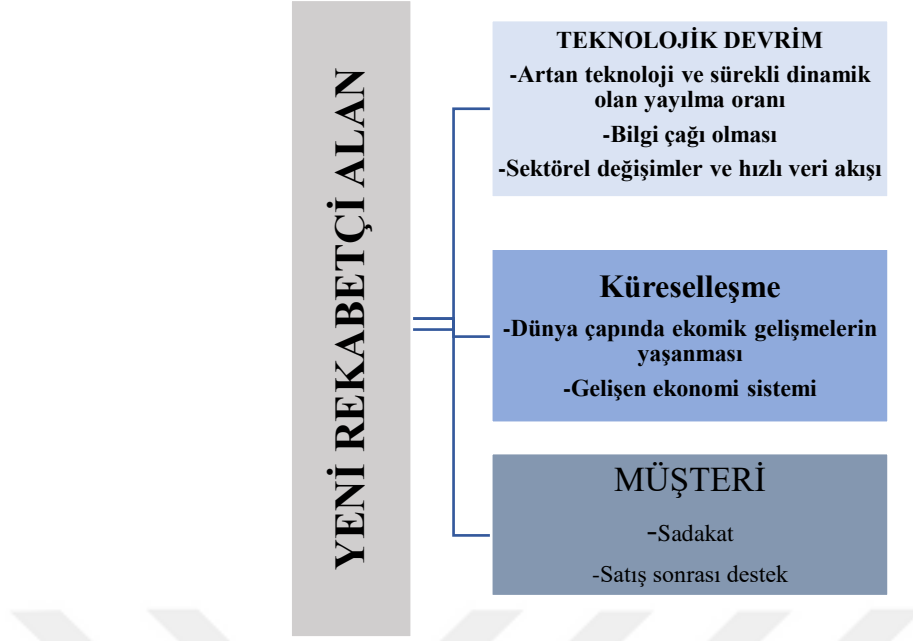 YENİ REKABETÇİ ALAN
TEKNOLOJİK DEVRİM
-Artan teknoloji ve sürekli dinamik
olan yayılma oranı
-Bilgi çağı olması
-Sektörel değişimler ve hızlı veri akışı
Küreselleşme
-Dünya çapında ekomik gelişmelerin
yaşanması
-Gelişen ekonomi sistemi
MÜŞTERİ
-Sadakat
-Satış sonrası destek